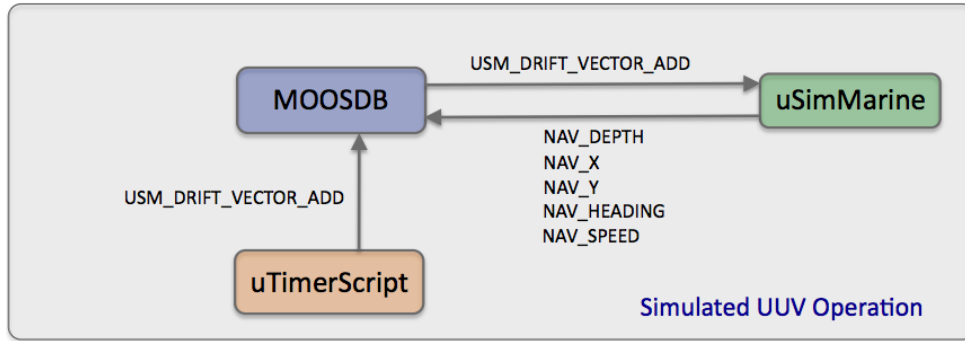 USM_DRIFT_VECTOR_ADD
MOOSDB
uSimMarine
NAV_DEPTH
NAV_X
NAV_Y
NAV_HEADING
NAV_SPEED
USM_DRIFT_VECTOR_ADD
uTimerScript
Simulated UUV Operation